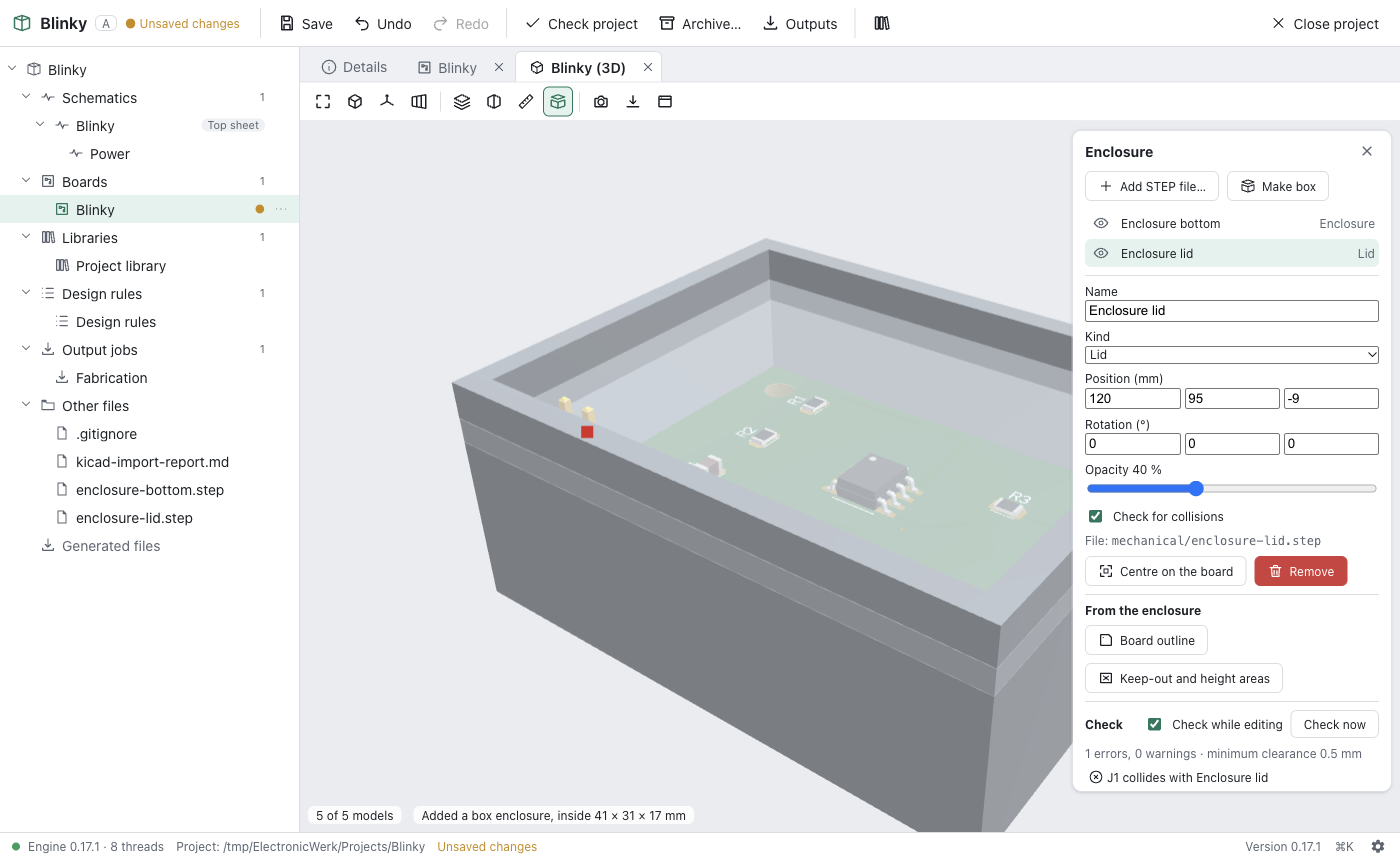 Blinky A Unsaved changes Save Undo Redo Check project Archive... Outputs Close project
Blinky
Schematics 1
Blinky Top sheet
Power
Boards 1
Blinky
Libraries 1
Project library
Design rules 1
Design rules
Output jobs 1
Fabrication
Other files
.gitignore
kicad-import-report.md
enclosure-bottom.step
enclosure-lid.step
Generated files
Details Blinky Blinky (3D)
R1
R2
R3
5 of 5 models Added a box enclosure, inside 41 × 31 × 17 mm
Enclosure
Add STEP file... Make box
Enclosure bottom Enclosure
Enclosure lid Lid
Name
Enclosure lid
Kind
Lid
Position (mm)
120 95 -9
Rotation (°)
0 0 0
Opacity 40 %
Check for collisions
File: mechanical/enclosure-lid.step
Centre on the board Remove
From the enclosure
Board outline
Keep-out and height areas
Check Check while editing Check now
1 errors, 0 warnings · minimum clearance 0.5 mm
J1 collides with Enclosure lid
Engine 0.17.1 · 8 threads Project: /tmp/ElectronicWerk/Projects/Blinky Unsaved changes Version 0.17.1 ⌘K